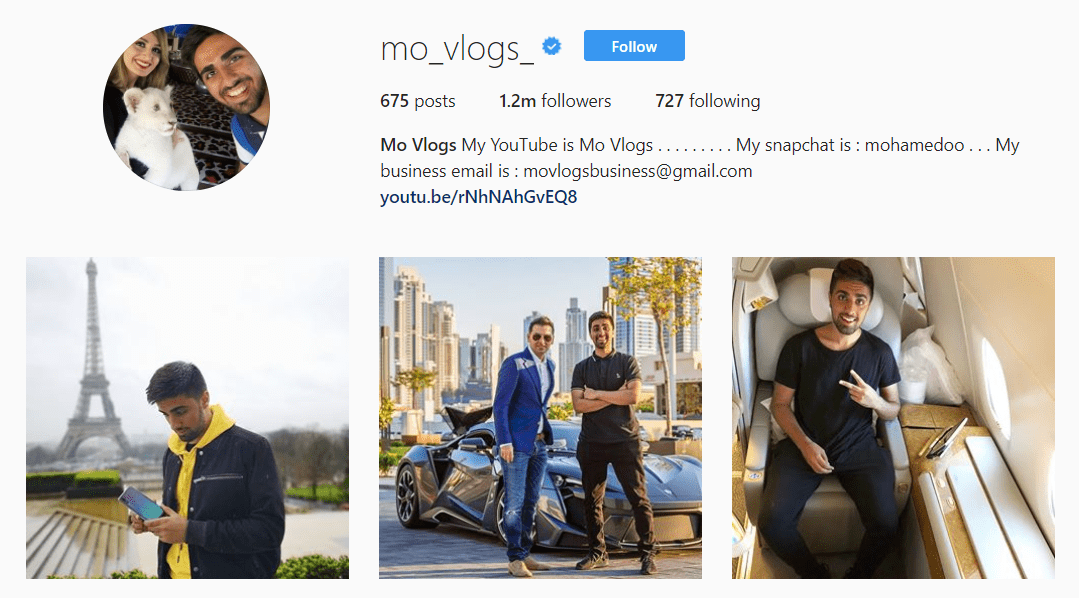 mo_vlogs_ Follow
675 posts 1.2m followers 727 following
Mo Vlogs My YouTube is Mo Vlogs . . . . . . . . . My snapchat is : mohamedoo . . . My
business email is : movlogsbusiness@gmail.com
youtu.be/rNhNAhGvEQ8